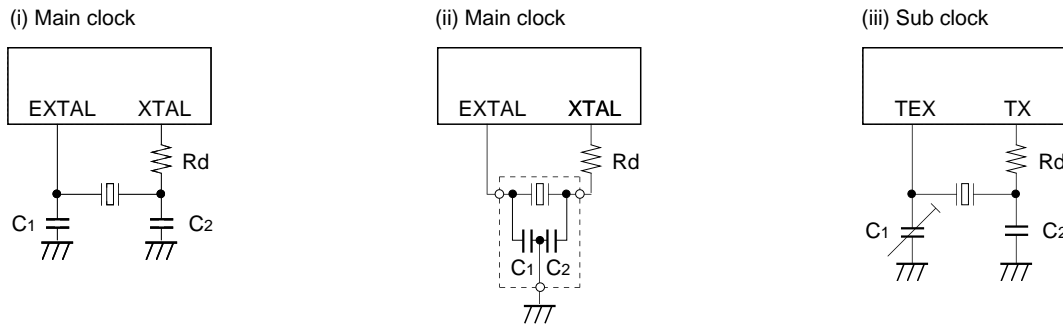 (i) Main clock
EXTAL XTAL
Rd
C1 C2
(ii) Main clock
EXTAL XTAL
Rd
C1 C2
(iii) Sub clock
TEX TX
Rd
C1 C2